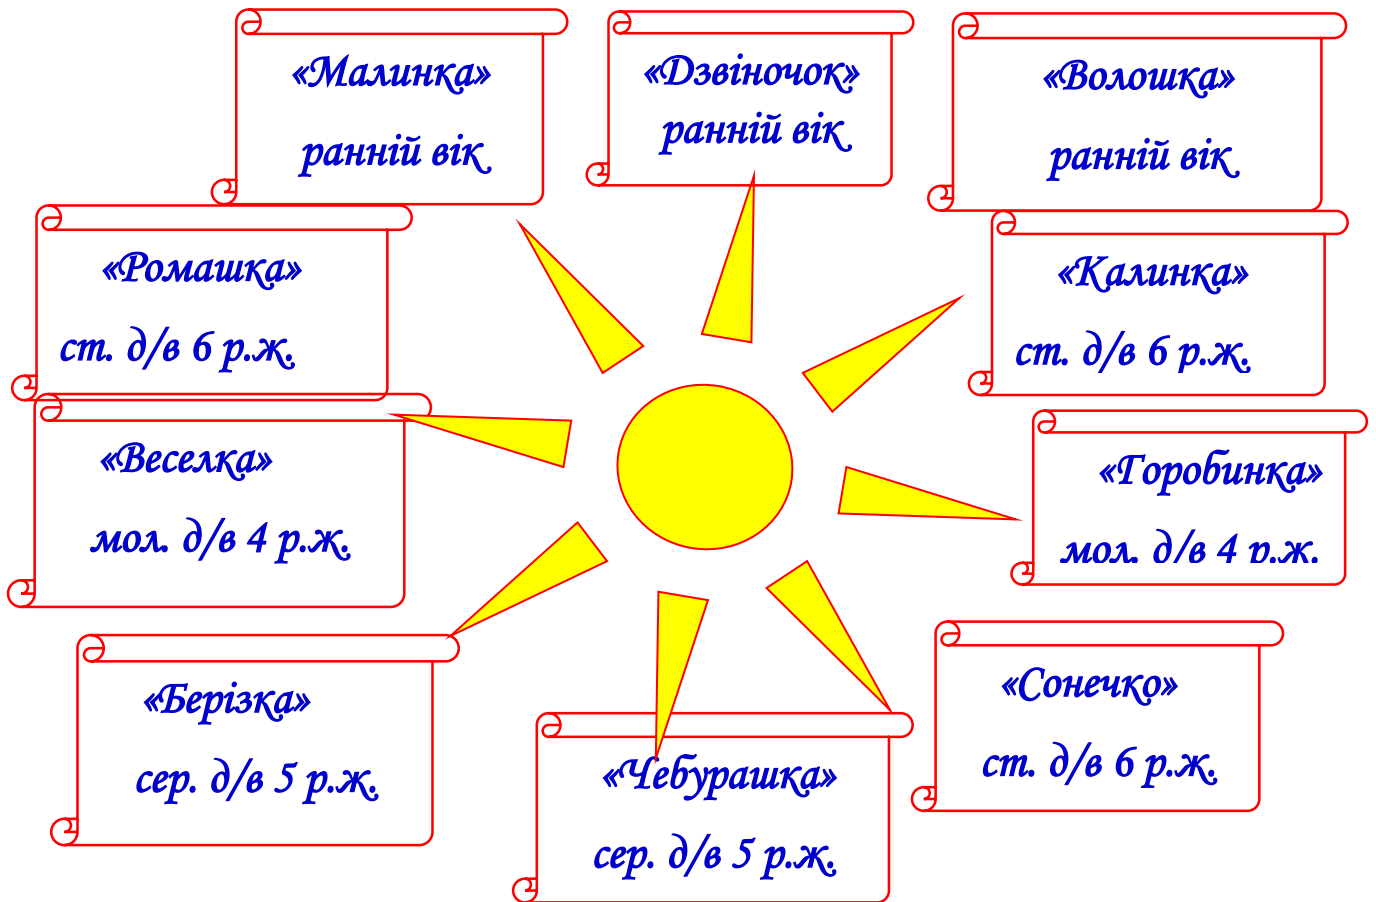 «Малинка»
ранній вік
«Дзвіночок»
ранній вік
«Волошка»
ранній вік
«Ромашка»
ст. д/в 6 р.ж.
«Калинка»
ст. д/в 6 р.ж.
«Веселка»
мол. д/в 4 р.ж.
«Горобинка»
мол. д/в 4 р.ж.
«Берізка»
сер. д/в 5 р.ж.
«Сонечко»
ст. д/в 6 р.ж.
«Чебурашка»
сер. д/в 5 р.ж.